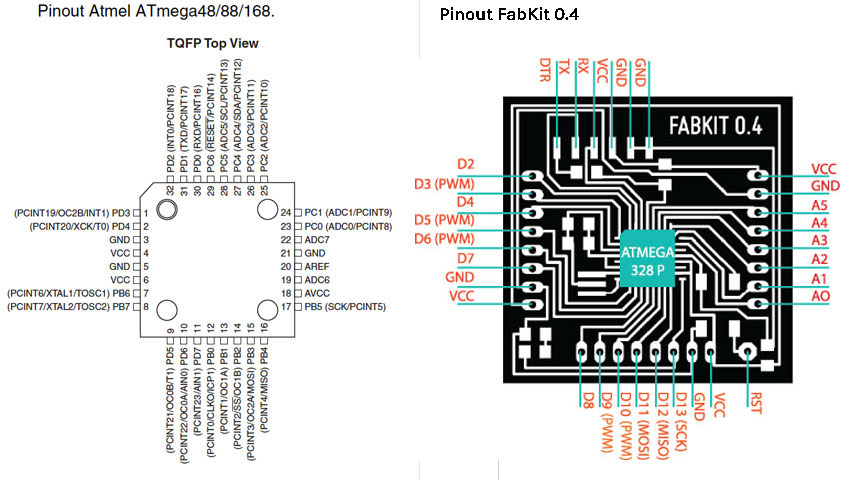 Pinout Atmel ATmega48/88/168.
TQFP Top View
PD2 (INT0/PCINT18)
PD1 (TXD/PCINT17)
PD0 (RXD/PCINT16)
PC6 (RESET/PCINT14)
PC5 (ADC5/SCL/PCINT13)
PC4 (ADC4/SDA/PCINT12)
PC3 (ADC3/PCINT11)
PC2 (ADC2/PCINT10)
32 31 30 29 28 27 26 25
(PCINT19/OC2B/INT1) PD3 1
(PCINT20/XCK/T0) PD4 2
GND 3
VCC 4
GND 5
VCC 6
(PCINT6/XTAL1/TOSC1) PB6 7
(PCINT7/XTAL2/TOSC2) PB7 8
24 PC1 (ADC1/PCINT9)
23 PC0 (ADC0/PCINT8)
22 ADC7
21 GND
20 AREF
19 ADC6
18 AVCC
17 PB5 (SCK/PCINT5)
9 10 11 12 13 14 15 16
(PCINT21/OC0B/T1) PD5
(PCINT22/OC0A/AIN0) PD6
(PCINT23/AIN1) PD7
(PCINT0/CLKO/ICP1) PB0
(PCINT1/OC1A) PB1
(PCINT2/SS/OC1B) PB2
(PCINT3/OC2A/MOSI) PB3
(PCINT4/MISO) PB4
Pinout FabKit 0.4
DTR
TX
RX
VCC
GND
GND
FABKIT 0.4
D2
D3 (PWM)
D4
D5 (PWM)
D6 (PWM)
D7
GND
VCC
ATMEGA
328 P
VCC
GND
A5
A4
A3
A2
A1
AO
D8
D9 (PWM)
D10 (PWM)
D11 (MOSI)
D12 (MISO)
D13 (SCK)
GND
VCC
RST